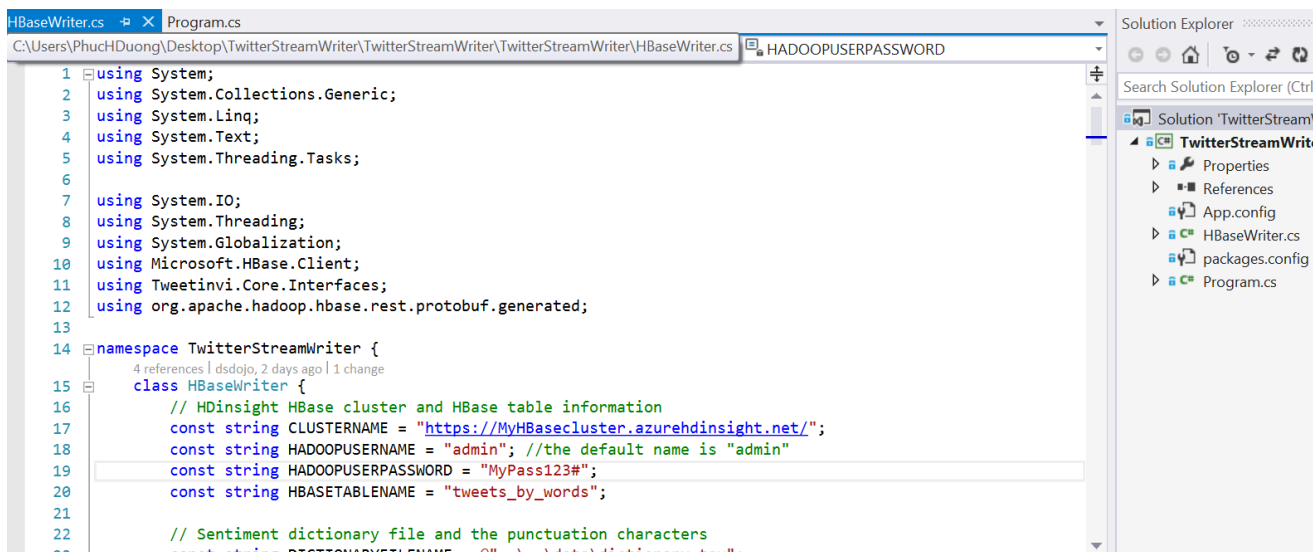 HBaseWriter.cs Program.cs
C:\Users\PhucHDuong\Desktop\TwitterStreamWriter\TwitterStreamWriter\TwitterStreamWriter\HBaseWriter.cs HADOOPUSERPASSWORD
1 using System;
2 using System.Collections.Generic;
3 using System.Linq;
4 using System.Text;
5 using System.Threading.Tasks;
6
7 using System.IO;
8 using System.Threading;
9 using System.Globalization;
10 using Microsoft.HBase.Client;
11 using Tweetinvi.Core.Interfaces;
12 using org.apache.hadoop.hbase.rest.protobuf.generated;
13
14 namespace TwitterStreamWriter {
4 references | dsdojo, 2 days ago | 1 change
15 class HBaseWriter {
16 // HDinsight HBase cluster and HBase table information
17 const string CLUSTERNAME = "https://MyHBasecluster.azurehdinsight.net/";
18 const string HADOOPUSERNAME = "admin"; //the default name is "admin"
19 const string HADOOPUSERPASSWORD = "MyPass123#";
20 const string HBASETABLENAME = "tweets_by_words";
21
22 // Sentiment dictionary file and the punctuation characters
Solution Explorer
Search Solution Explorer (Ctrl
Solution 'TwitterStreamW
C# TwitterStreamWrite
Properties
References
App.config
C# HBaseWriter.cs
packages.config
C# Program.cs